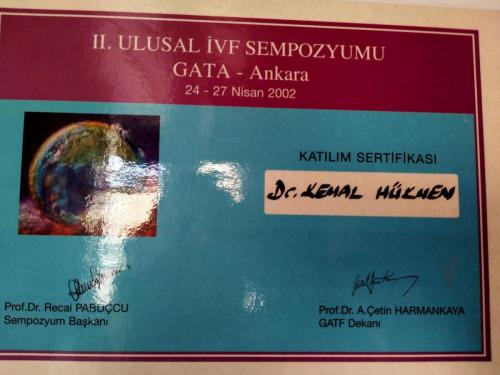 II. ULUSAL İVF SEMPOZYUMU
GATA - Ankara
24 - 27 Nisan 2002
KATILIM SERTİFİKASI
Dr. KEMAL HÜKMEN
Prof.Dr. Recai PABUÇCU
Sempozyum Başkanı
Prof.Dr. A.Çetin HARMANKAYA
GATF Dekanı